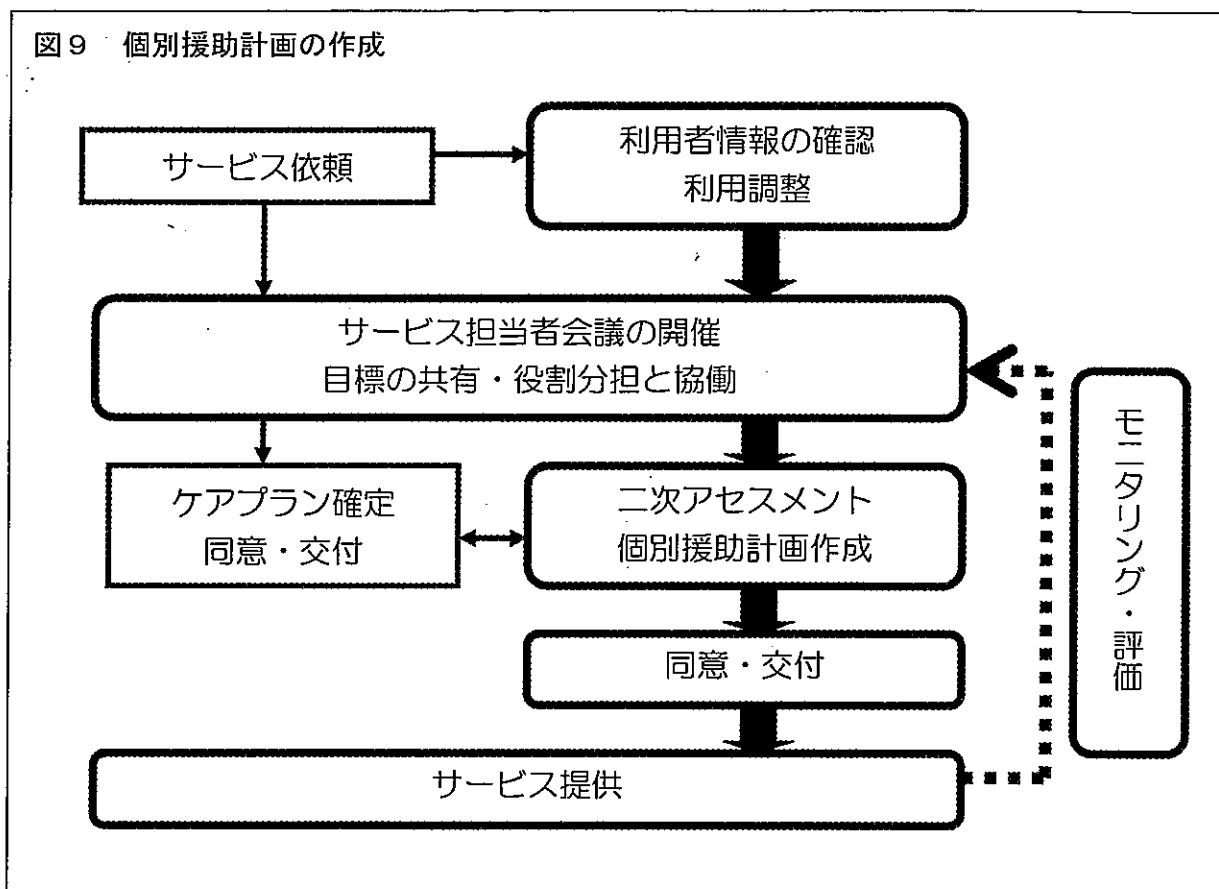 図9 個別援助計画の作成
サービス依頼
利用者情報の確認
利用調整
サービス担当者会議の開催
目標の共有・役割分担と協働
ケアプラン確定
同意・交付
二次アセスメント
個別援助計画作成
同意・交付
サービス提供
モニタリング・評価